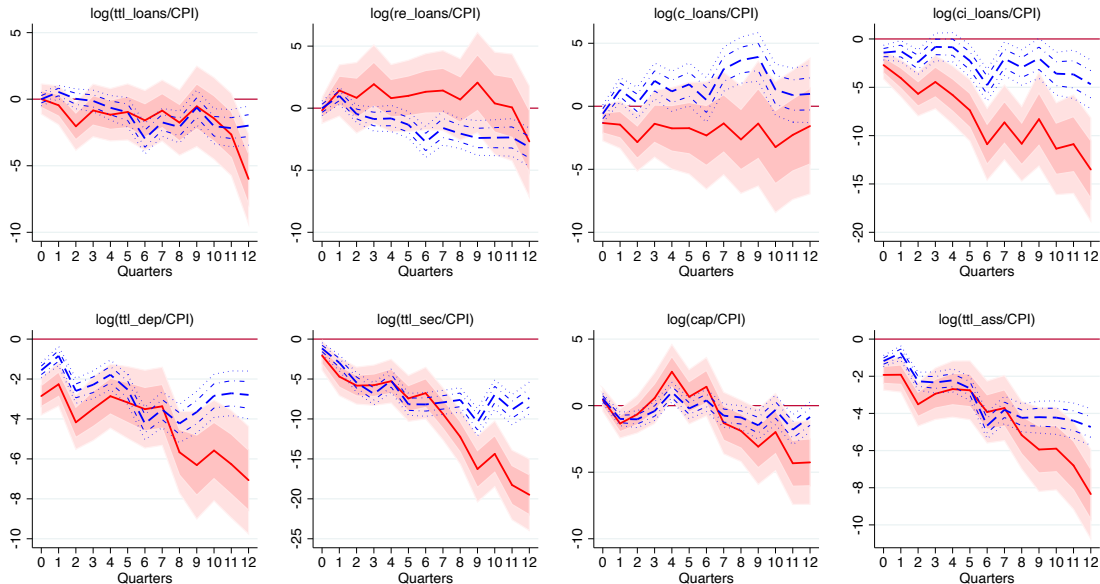 log(ttl_loans/CPI)
5
0
-5
-10
0 1 2 3 4 5 6 7 8 9 10 11 12
Quarters
log(re_loans/CPI)
5
0
-5
-10
0 1 2 3 4 5 6 7 8 9 10 11 12
Quarters
log(c_loans/CPI)
5
0
-5
-10
0 1 2 3 4 5 6 7 8 9 10 11 12
Quarters
log(ci_loans/CPI)
0
-5
-10
-15
-20
0 1 2 3 4 5 6 7 8 9 10 11 12
Quarters
log(ttl_dep/CPI)
0
-2
-4
-6
-8
-10
0 1 2 3 4 5 6 7 8 9 10 11 12
Quarters
log(ttl_sec/CPI)
0
-5
-10
-15
-20
-25
0 1 2 3 4 5 6 7 8 9 10 11 12
Quarters
log(cap/CPI)
5
0
-5
-10
0 1 2 3 4 5 6 7 8 9 10 11 12
Quarters
log(ttl_ass/CPI)
0
-2
-4
-6
-8
-10
0 1 2 3 4 5 6 7 8 9 10 11 12
Quarters